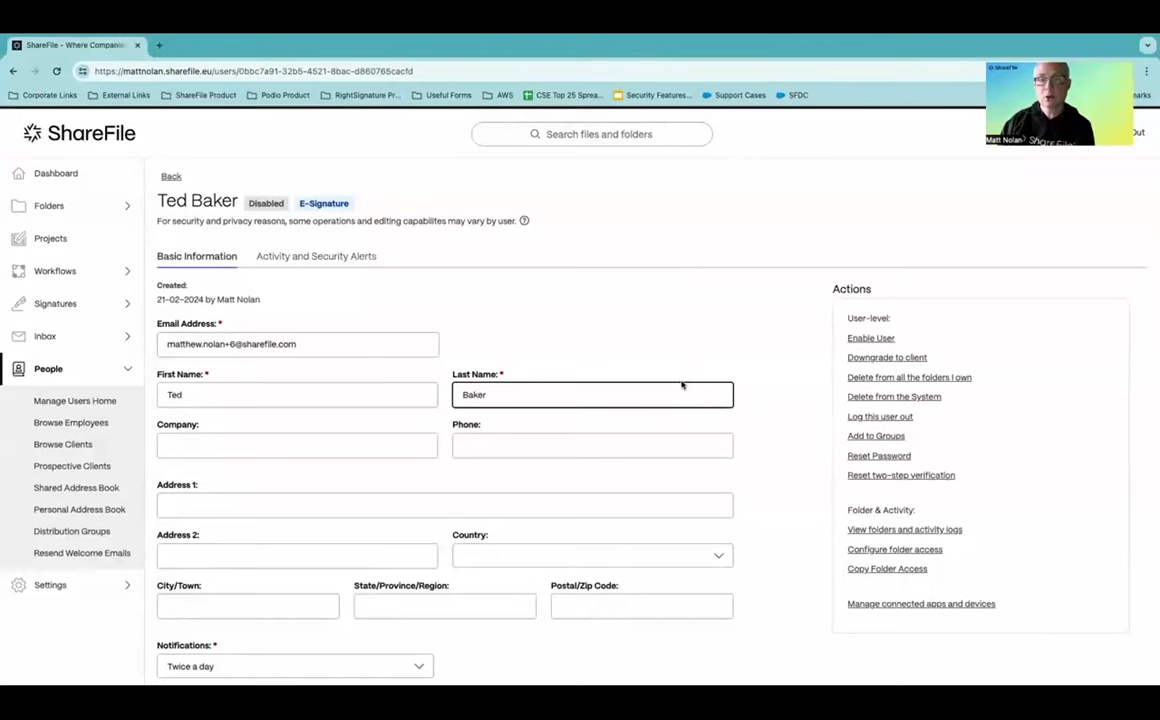 ShareFile - Where Companie
https://mattnolan.sharefile.eu/users/0bbc7a91-32b5-4521-8bac-d860765cacfd
Corporate Links
External Links
ShareFile Product
Podio Product
RightSignature Pr...
Useful Forms
AWS
CSE Top 25 Sprea...
Security Features...
Support Cases
SFDC
ShareFile
Matt Nolan
ShareFile
ShareFile
Search files and folders
Out
Dashboard
Folders
Projects
Workflows
Signatures
Inbox
People
Manage Users Home
Browse Employees
Browse Clients
Prospective Clients
Shared Address Book
Personal Address Book
Distribution Groups
Resend Welcome Emails
Settings
Back
Ted Baker Disabled E-Signature
For security and privacy reasons, some operations and editing capabilites may vary by user. ?
Basic Information Activity and Security Alerts
Created:
21-02-2024 by Matt Nolan
Email Address: *
matthew.nolan+6@sharefile.com
First Name: * Last Name: *
Ted Baker
Company: Phone:
Address 1:
Address 2: Country:
City/Town: State/Province/Region: Postal/Zip Code:
Notifications: *
Twice a day
Actions
User-level:
Enable User
Downgrade to client
Delete from all the folders I own
Delete from the System
Log this user out
Add to Groups
Reset Password
Reset two-step verification
Folder & Activity:
View folders and activity logs
Configure folder access
Copy Folder Access
Manage connected apps and devices